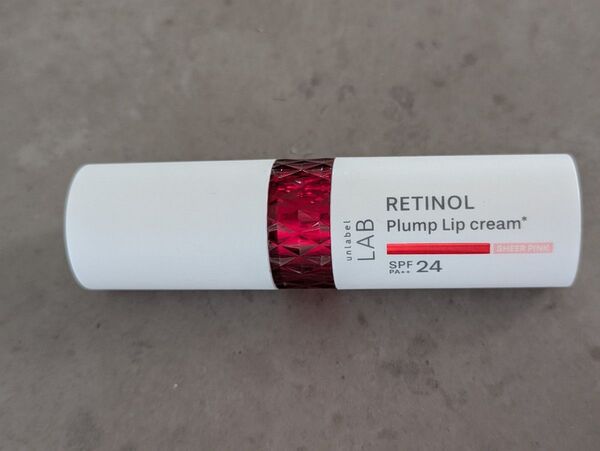 unlabel
LAB
RETINOL
Plump Lip cream*
SHEER PINK
SPF 24
PA++